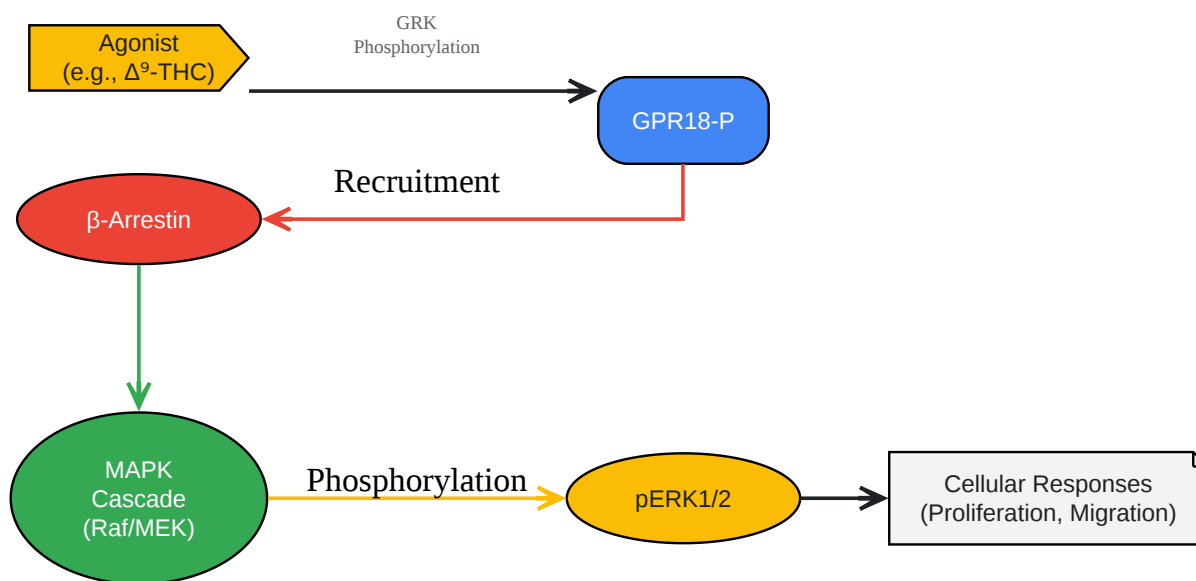 Agonist
(e.g., Δ⁹-THC)
GRK
Phosphorylation
GPR18-P
Recruitment
β-Arrestin
MAPK
Cascade
(Raf/MEK)
Phosphorylation
pERK1/2
Cellular Responses
(Proliferation, Migration)